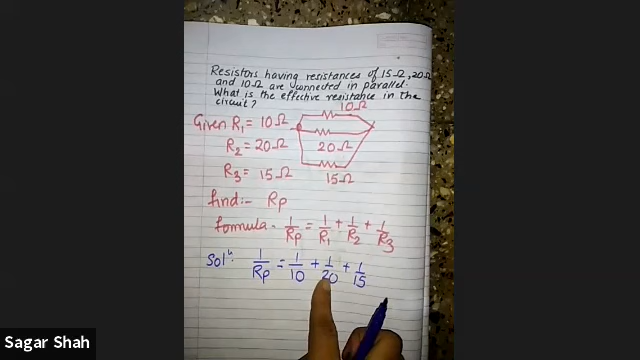 Resistors having resistances of 15Ω, 20Ω
and 10Ω are connected in parallel.
What is the effective resistance in the
circuit?
10Ω
Given R₁ = 10Ω
R₂ = 20Ω
20Ω
R₃ = 15Ω
15Ω
find:- Rp
formula - 1/Rp = 1/R₁ + 1/R₂ + 1/R₃
Solⁿ: 1/Rp = 1/10 + 1/20 + 1/15
Sagar Shah